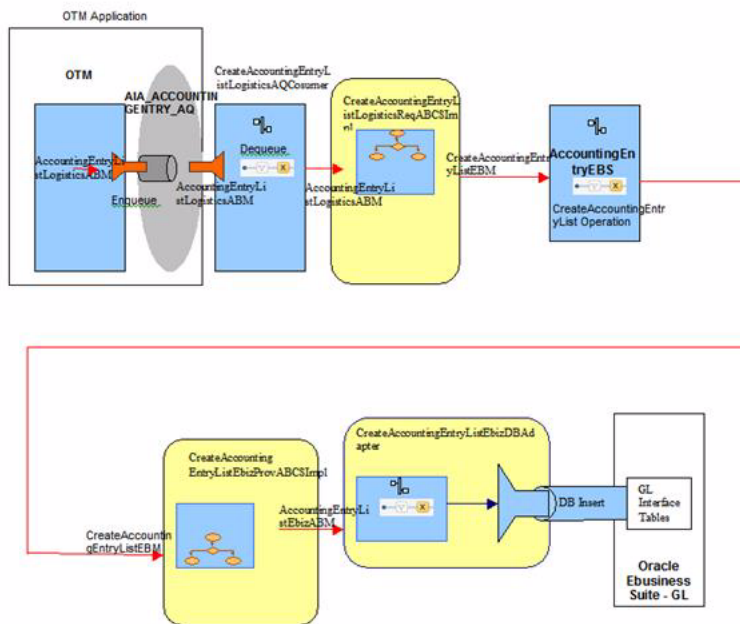 OTM Application
OTM
AIA_ACCOUNTIN
GENTRY_AQ
AccountingEntryLi
stLogisticsABM
Enqueue
AccountingEntryLi
stLogisticsABM
CreateAccountingEntryL
istLogisticsAQCosumer
Dequeue
AccountingEntryLi
stLogisticsABM
CreateAccountingEntryL
istLogisticsReqABCSIm
pl
CreateAccountingEntr
yListEBM
AccountingEn
tryEBS
CreateAccountingEntr
yList Operation
CreateAccountin
gEntryListEBM
CreateAccounting
EntryListEbizProvABCSImpl
AccountingEntryLi
stEbizABM
CreateAccountingEntryListEbizDBAd
apter
DB Insert
GL
Interface
Tables
Oracle
Ebusiness
Suite - GL